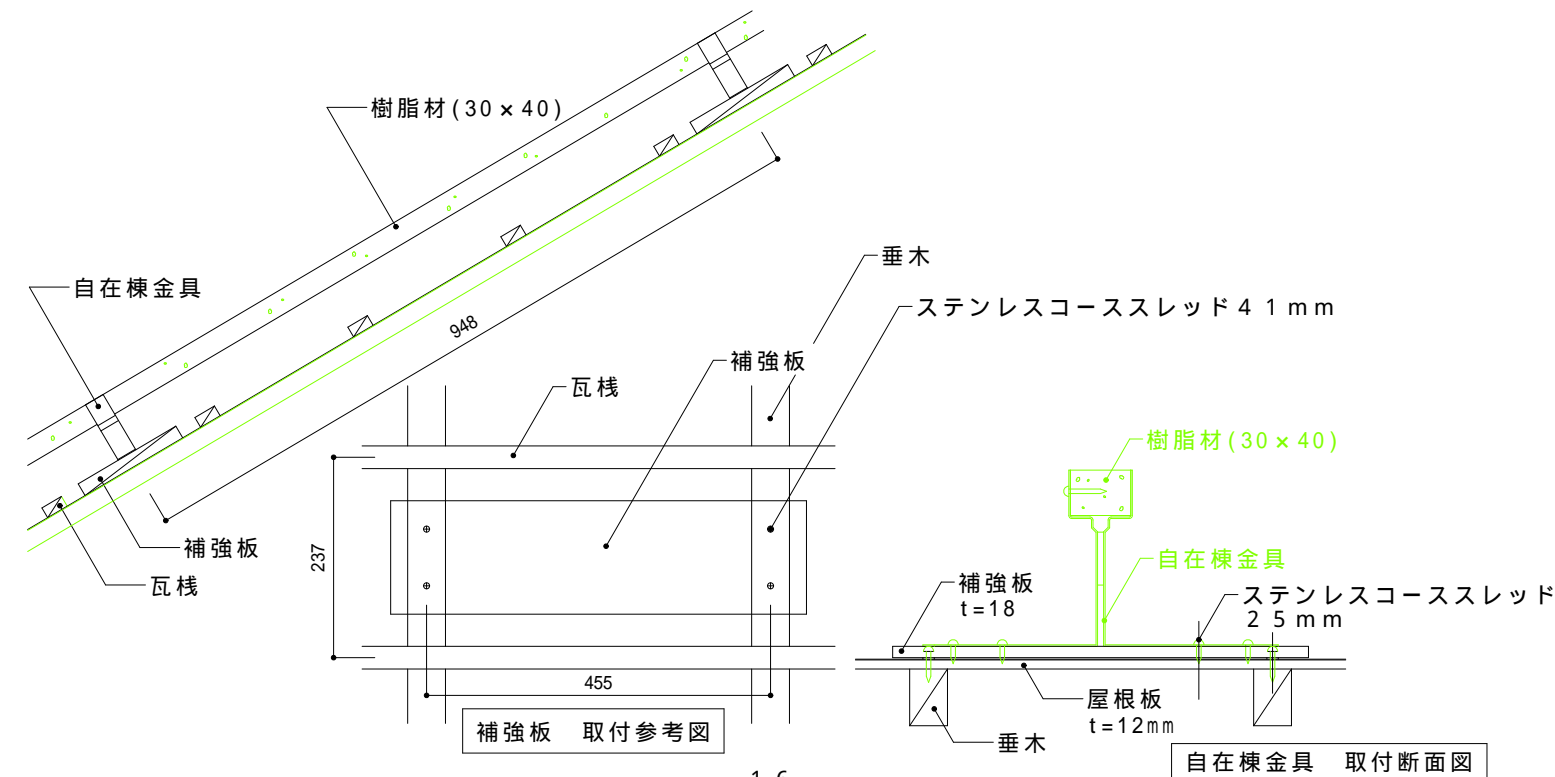 樹脂材(30×40)
自在棟金具
948
垂木
ステンレスコーススレッド41mm
補強板
瓦桟
237
補強板
瓦桟
455
補強板 取付参考図
樹脂材(30×40)
自在棟金具
補強板
t=18
ステンレスコーススレッド
25mm
屋根板
t=12mm
垂木
自在棟金具 取付断面図